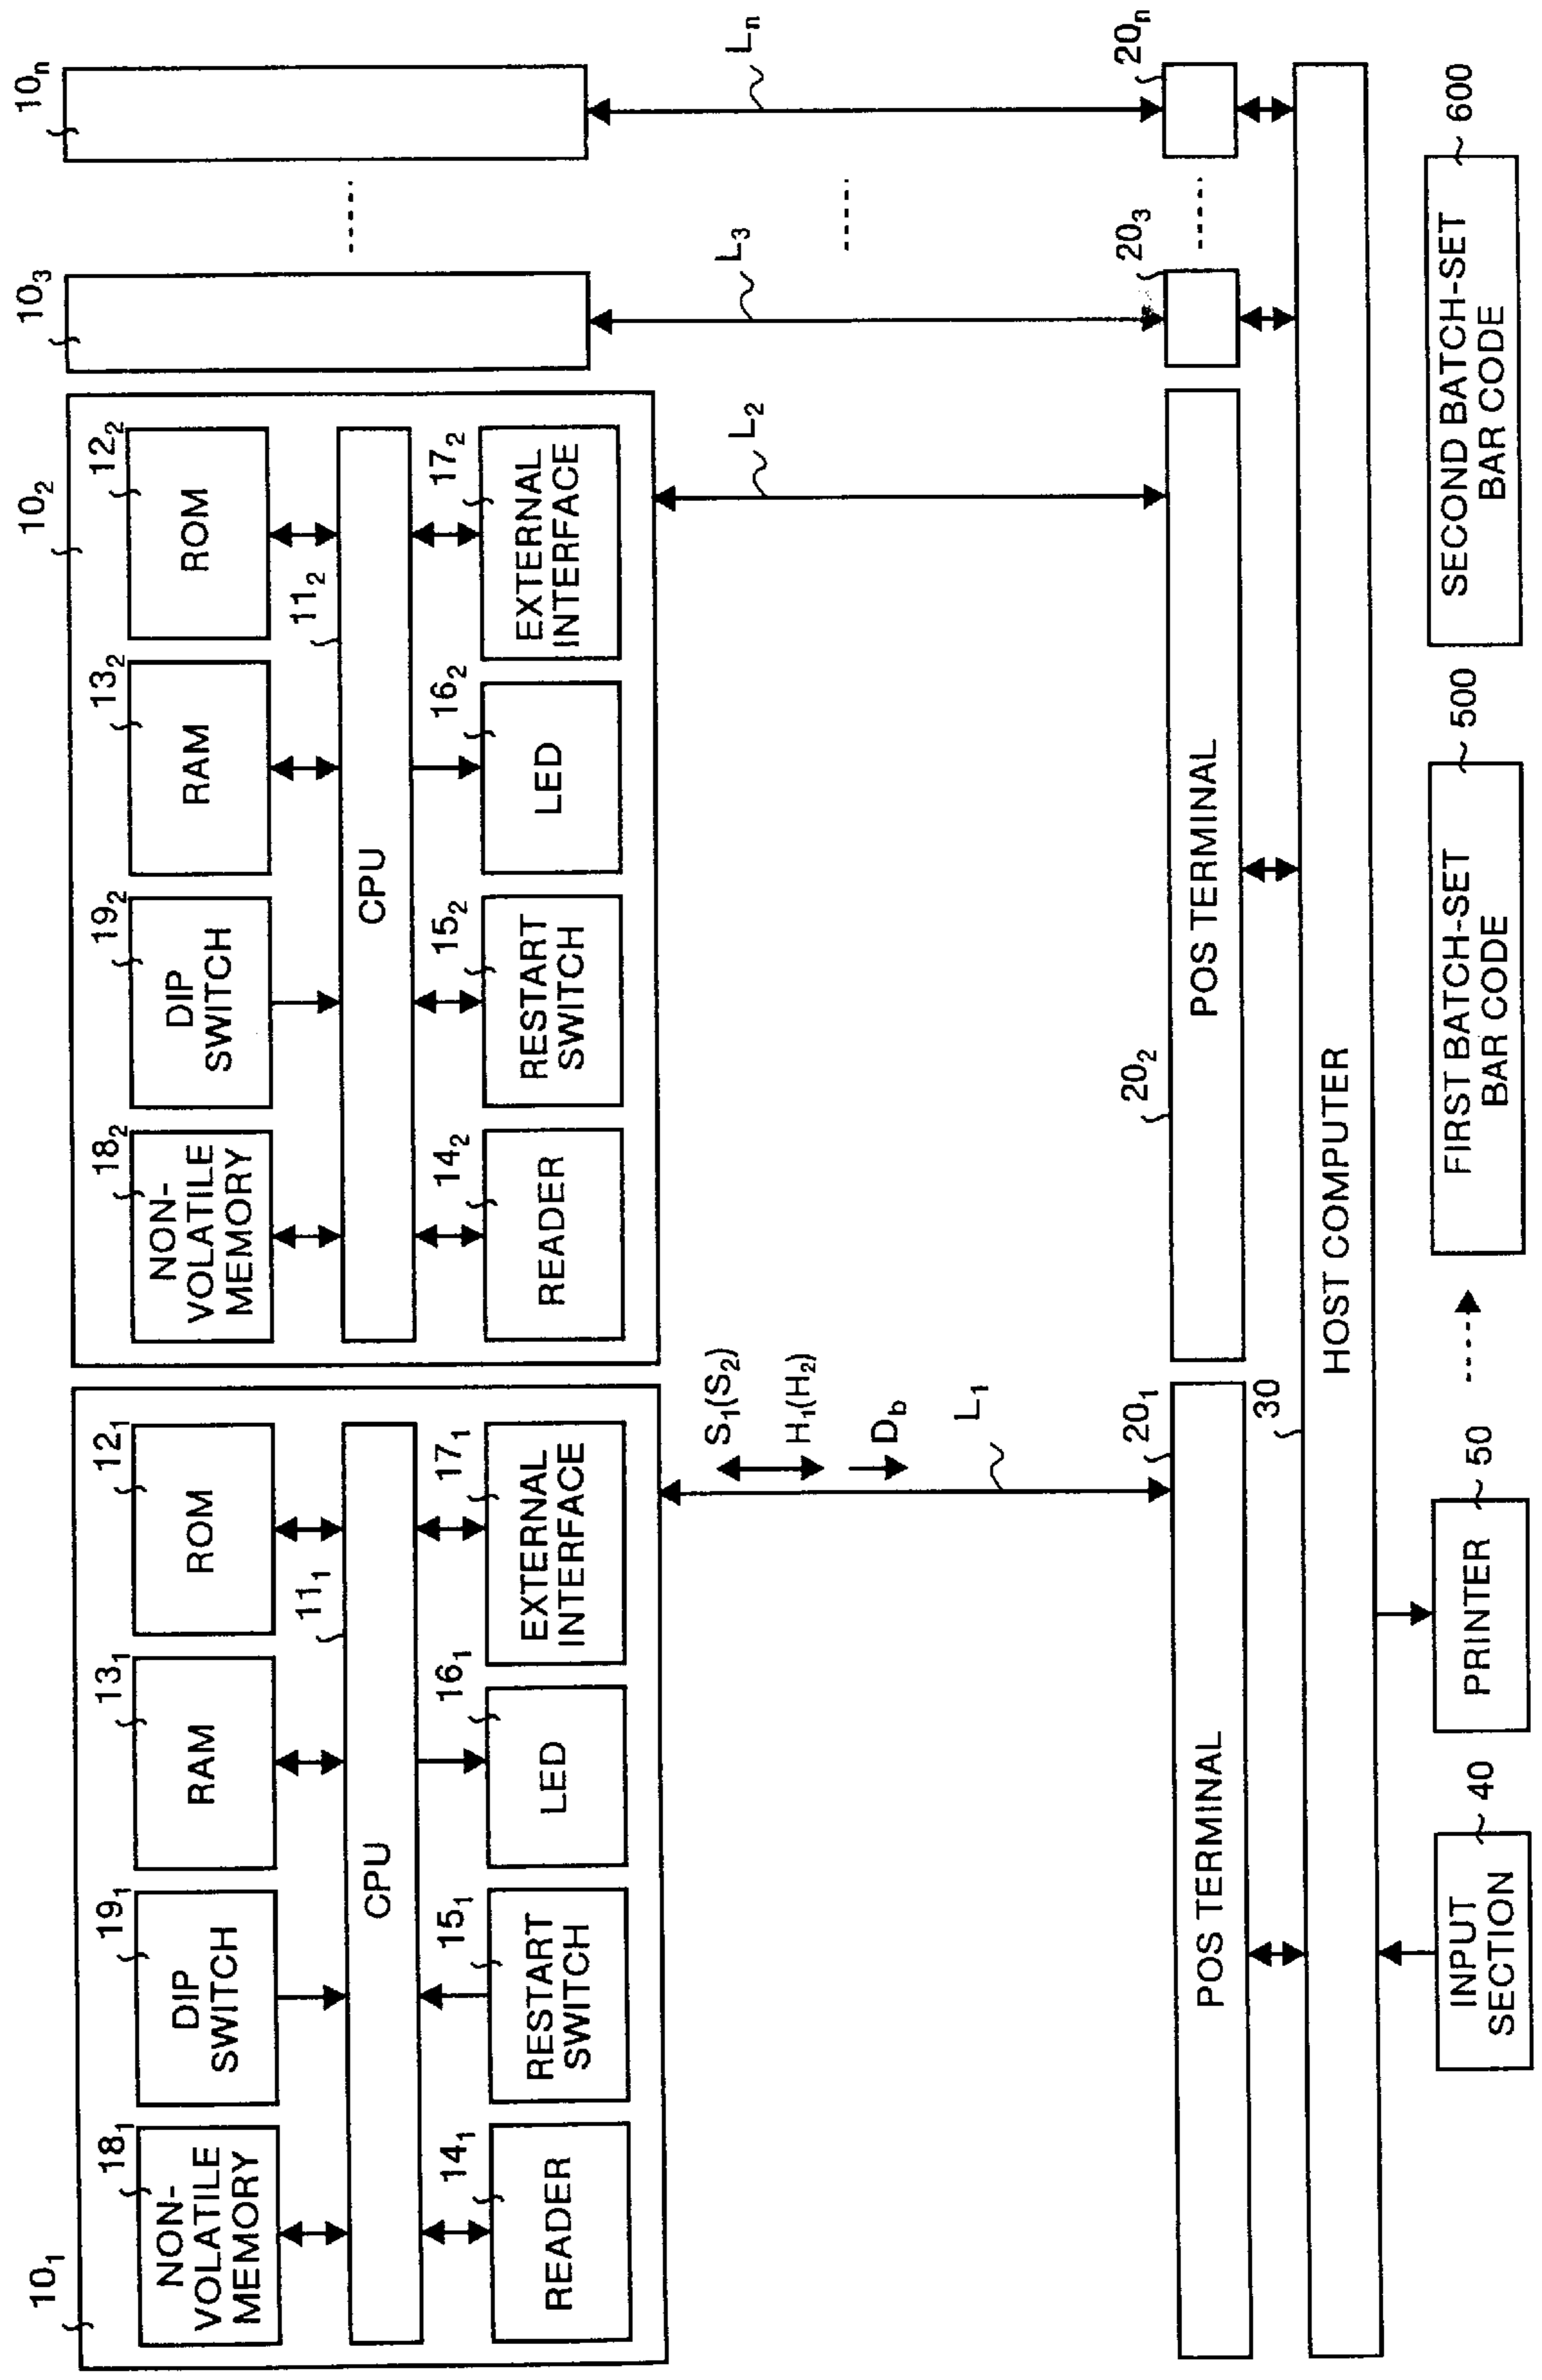 10₁
18₁
NON-
VOLATILE
MEMORY
19₁
DIP
SWITCH
13₁
RAM
12₁
ROM
11₁
CPU
14₁
READER
15₁
RESTART
SWITCH
16₁
LED
17₁
EXTERNAL
INTERFACE
10₂
18₂
NON-
VOLATILE
MEMORY
19₂
DIP
SWITCH
13₂
RAM
12₂
ROM
11₂
CPU
14₂
READER
15₂
RESTART
SWITCH
16₂
LED
17₂
EXTERNAL
INTERFACE
10₃
10ₙ
S₁(S₂)
H₁(H₂)
D_b
L₁
L₂
L₃
Lₙ
20₁
POS TERMINAL
20₂
POS TERMINAL
20₃
20ₙ
30
HOST COMPUTER
INPUT
SECTION
40
PRINTER
50
FIRST BATCH-SET
BAR CODE
500
SECOND BATCH-SET
BAR CODE
600